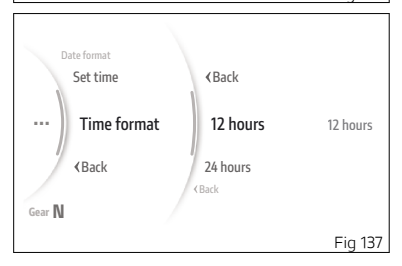 Date format
Set time
‹Back
... Time format 12 hours 12 hours
‹Back
24 hours
‹Back
Gear N
Fig 137